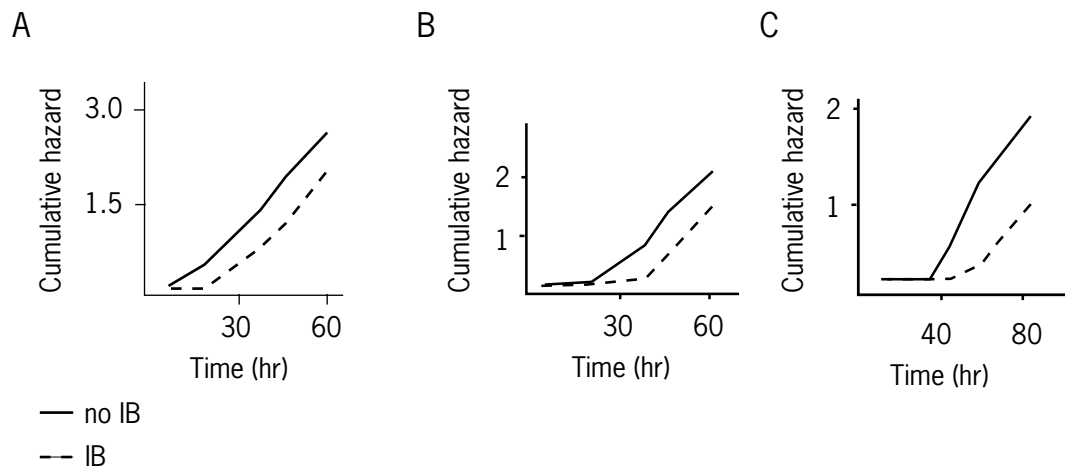 A
B
C
Cumulative hazard
3.0
1.5
30
60
Time (hr)
Cumulative hazard
2
1
30
60
Time (hr)
Cumulative hazard
2
1
40
80
Time (hr)
no IB
IB